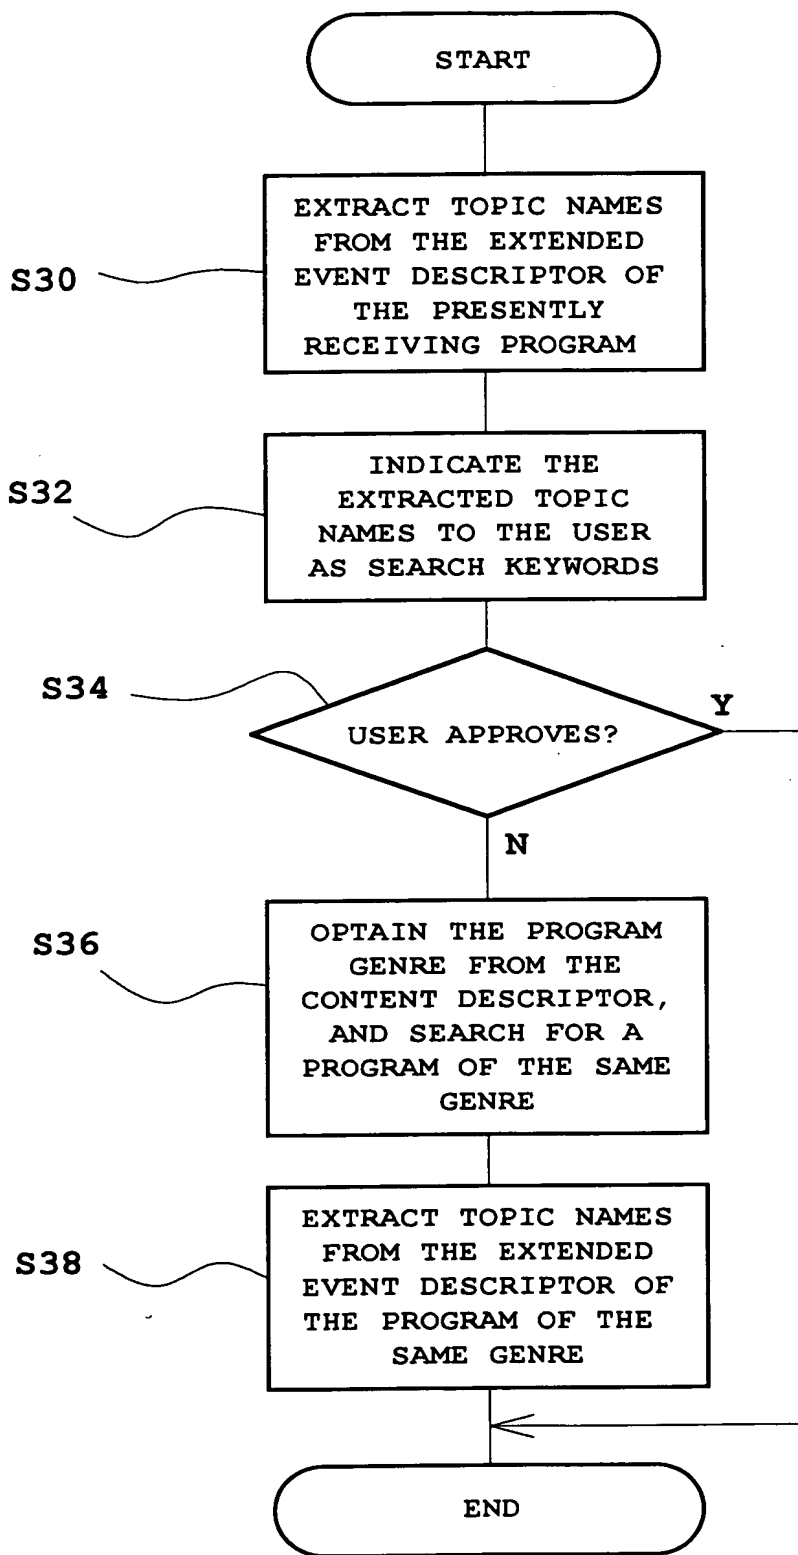 START
EXTRACT TOPIC NAMES
FROM THE EXTENDED
EVENT DESCRIPTOR OF
THE PRESENTLY
RECEIVING PROGRAM
S30
INDICATE THE
EXTRACTED TOPIC
NAMES TO THE USER
AS SEARCH KEYWORDS
S32
S34
USER APPROVES?
Y
N
S36
OPTAIN THE PROGRAM
GENRE FROM THE
CONTENT DESCRIPTOR,
AND SEARCH FOR A
PROGRAM OF THE SAME
GENRE
S38
EXTRACT TOPIC NAMES
FROM THE EXTENDED
EVENT DESCRIPTOR OF
THE PROGRAM OF THE
SAME GENRE
END